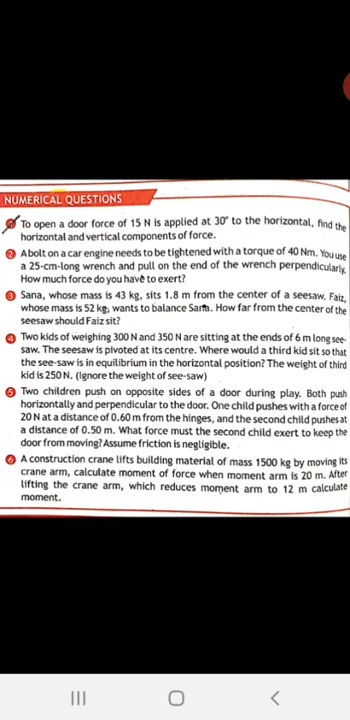 NUMERICAL QUESTIONS
1 To open a door force of 15 N is applied at 30° to the horizontal, find the
horizontal and vertical components of force.
2 A bolt on a car engine needs to be tightened with a torque of 40 Nm. You use
a 25-cm-long wrench and pull on the end of the wrench perpendicularly.
How much force do you have to exert?
3 Sana, whose mass is 43 kg, sits 1.8 m from the center of a seesaw. Faiz,
whose mass is 52 kg, wants to balance Sana. How far from the center of the
seesaw should Faiz sit?
4 Two kids of weighing 300 N and 350 N are sitting at the ends of 6 m long see-
saw. The seesaw is pivoted at its centre. Where would a third kid sit so that
the see-saw is in equilibrium in the horizontal position? The weight of third
kid is 250 N. (Ignore the weight of see-saw)
5 Two children push on opposite sides of a door during play. Both push
horizontally and perpendicular to the door. One child pushes with a force of
20 N at a distance of 0.60 m from the hinges, and the second child pushes at
a distance of 0.50 m. What force must the second child exert to keep the
door from moving? Assume friction is negligible.
6 A construction crane lifts building material of mass 1500 kg by moving its
crane arm, calculate moment of force when moment arm is 20 m. After
lifting the crane arm, which reduces moment arm to 12 m calculate
moment.